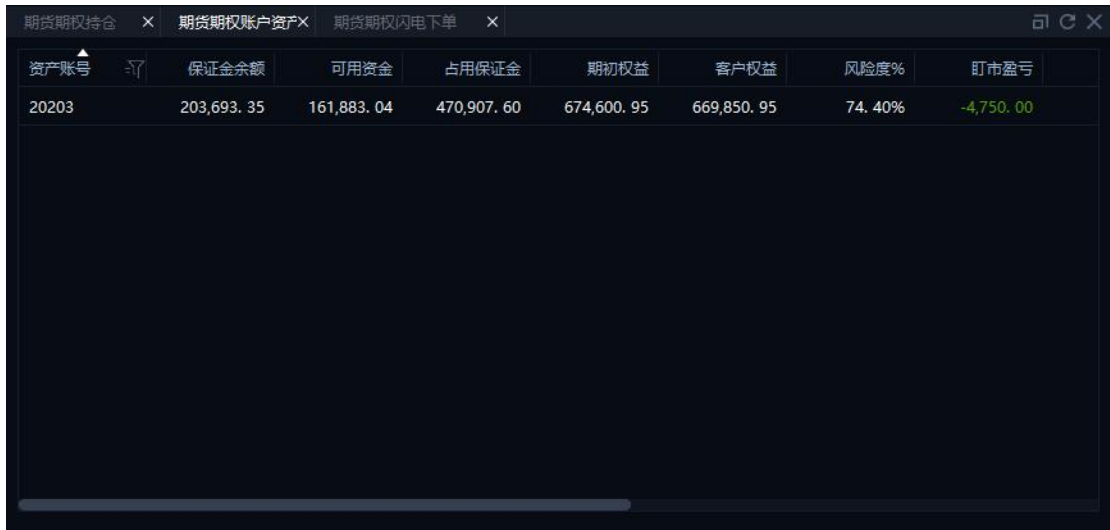 期货期权持仓 期货期权账户资产 期货期权闪电下单
资产账号 保证金余额 可用资金 占用保证金 期初权益 客户权益 风险度% 盯市盈亏
20203 203,693.35 161,883.04 470,907.60 674,600.95 669,850.95 74.40% -4,750.00